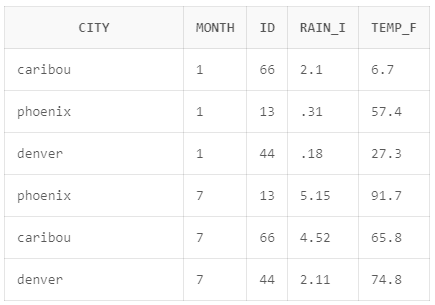 CITY MONTH ID RAIN_I TEMP_F
caribou 1 66 2.1 6.7
phoenix 1 13 .31 57.4
denver 1 44 .18 27.3
phoenix 7 13 5.15 91.7
caribou 7 66 4.52 65.8
denver 7 44 2.11 74.8